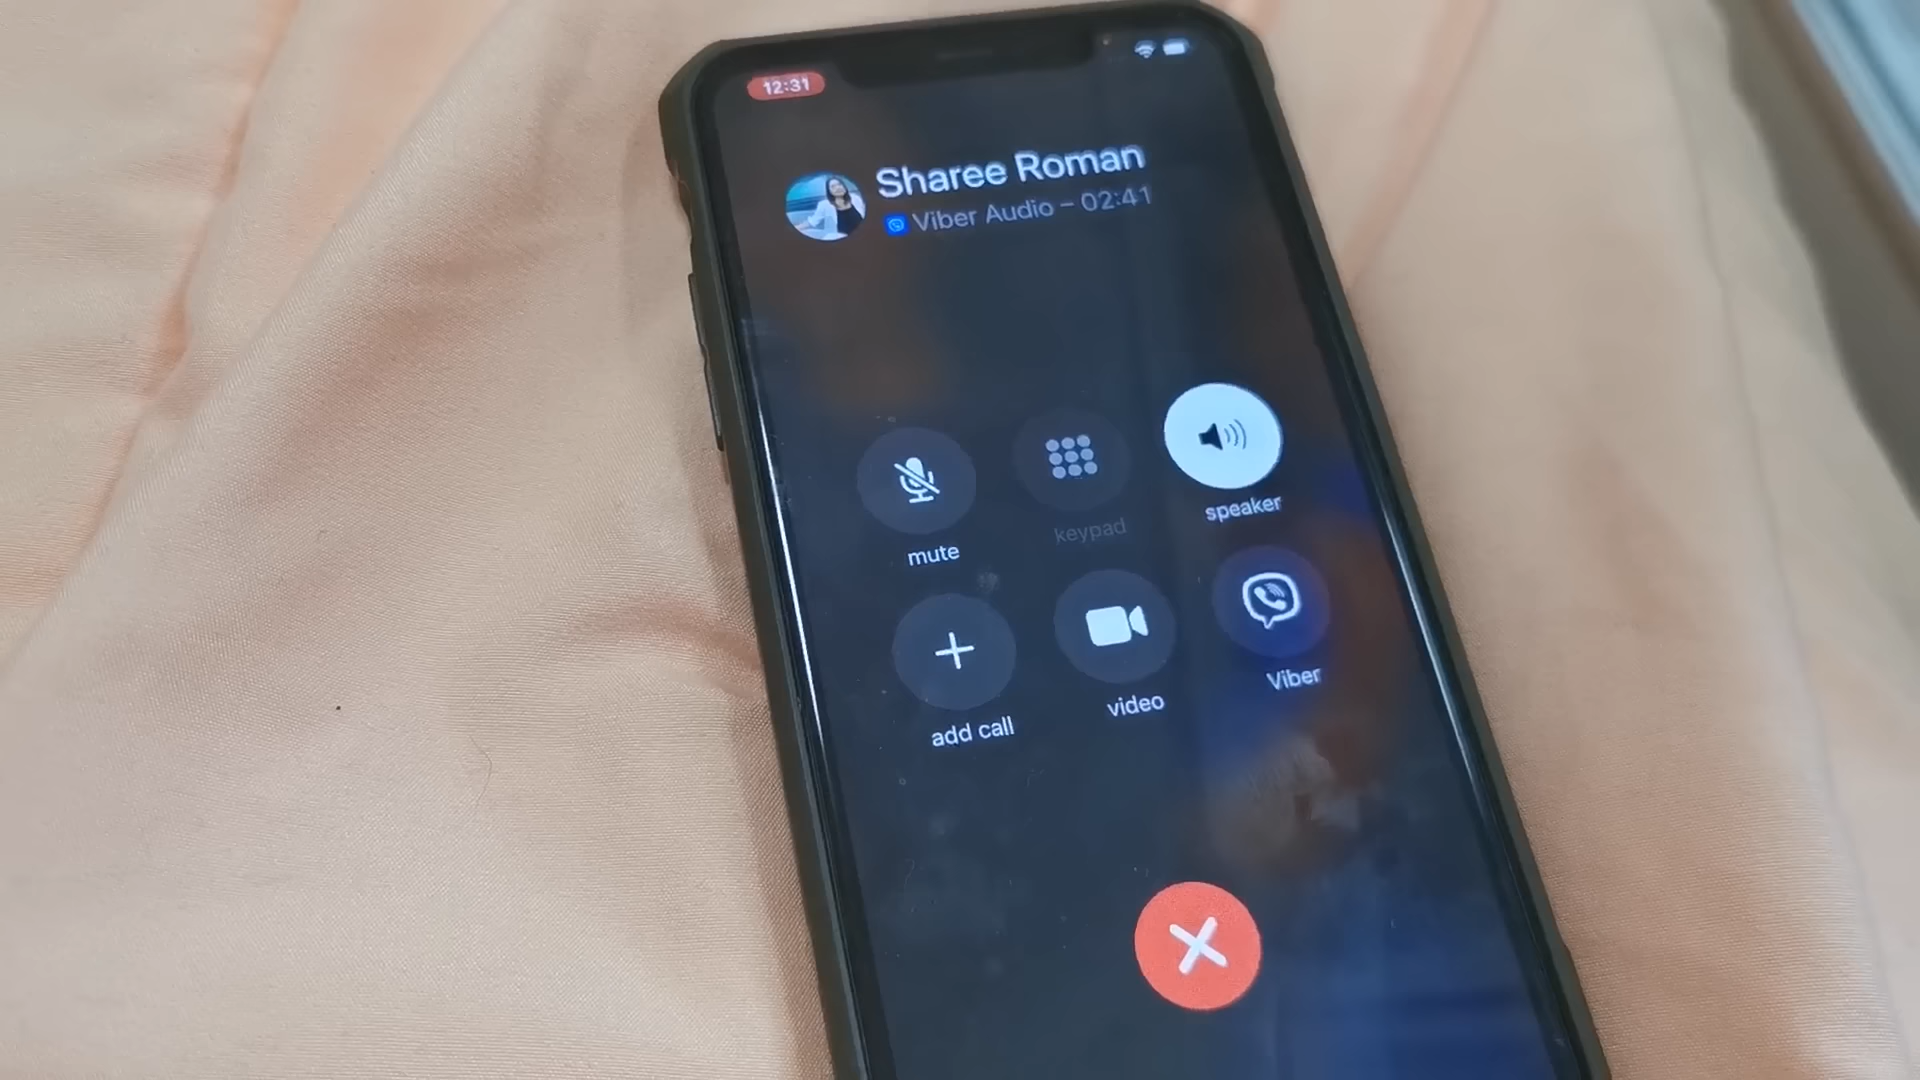 12:31
Sharee Roman
Viber Audio – 02:41
mute
keypad
speaker
add call
video
Viber